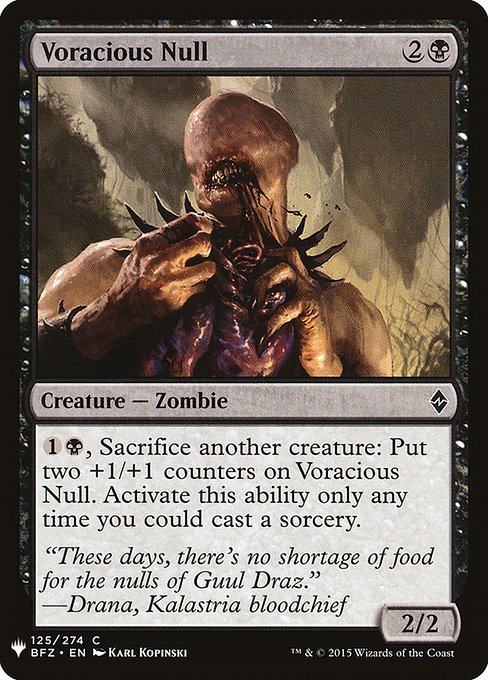 Voracious Null 2
Creature — Zombie
1, Sacrifice another creature: Put
two +1/+1 counters on Voracious
Null. Activate this ability only any
time you could cast a sorcery.
“These days, there’s no shortage of food
for the nulls of Guul Draz.”
—Drana, Kalastria bloodchief
2/2
125/274 C
BFZ • EN Karl Kopinski
™ & © 2015 Wizards of the Coast